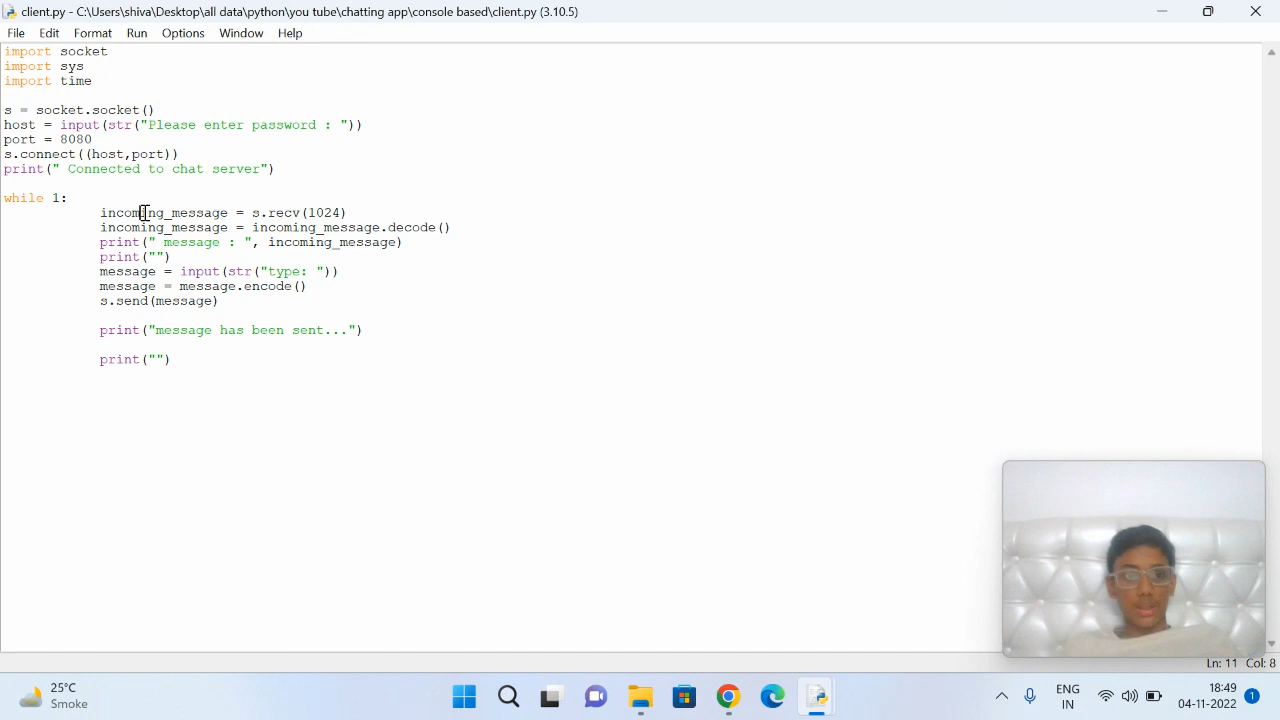 client.py - C:\Users\shiva\Desktop\all data\python\you tube\chatting app\console based\client.py (3.10.5)
File Edit Format Run Options Window Help
import socket
import sys
import time
s = socket.socket()
host = input(str("Please enter password : "))
port = 8080
s.connect((host,port))
print(" Connected to chat server")
while 1:
incoming_message = s.recv(1024)
incoming_message = incoming_message.decode()
print(" message : ", incoming_message)
print("")
message = input(str("type: "))
message = message.encode()
s.send(message)
print("message has been sent...")
print("")
Ln: 11 Col: 8
25°C
Smoke
ENG
IN
18:49
04-11-2022
1